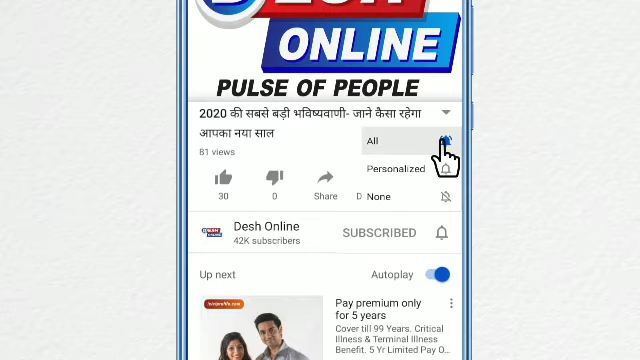 DESH
ONLINE
PULSE OF PEOPLE
2020 की सबसे बड़ी भविष्यवाणी- जाने कैसा रहेगा
आपका नया साल
81 views
All
Personalized
None
30
0
Share
D
Desh Online
42K subscribers
SUBSCRIBED
Up next
Autoplay
Pay premium only
for 5 years
Cover till 99 Years. Critical
Illness & Terminal Illness
Benefit. 5 Yr Limited Pay O...